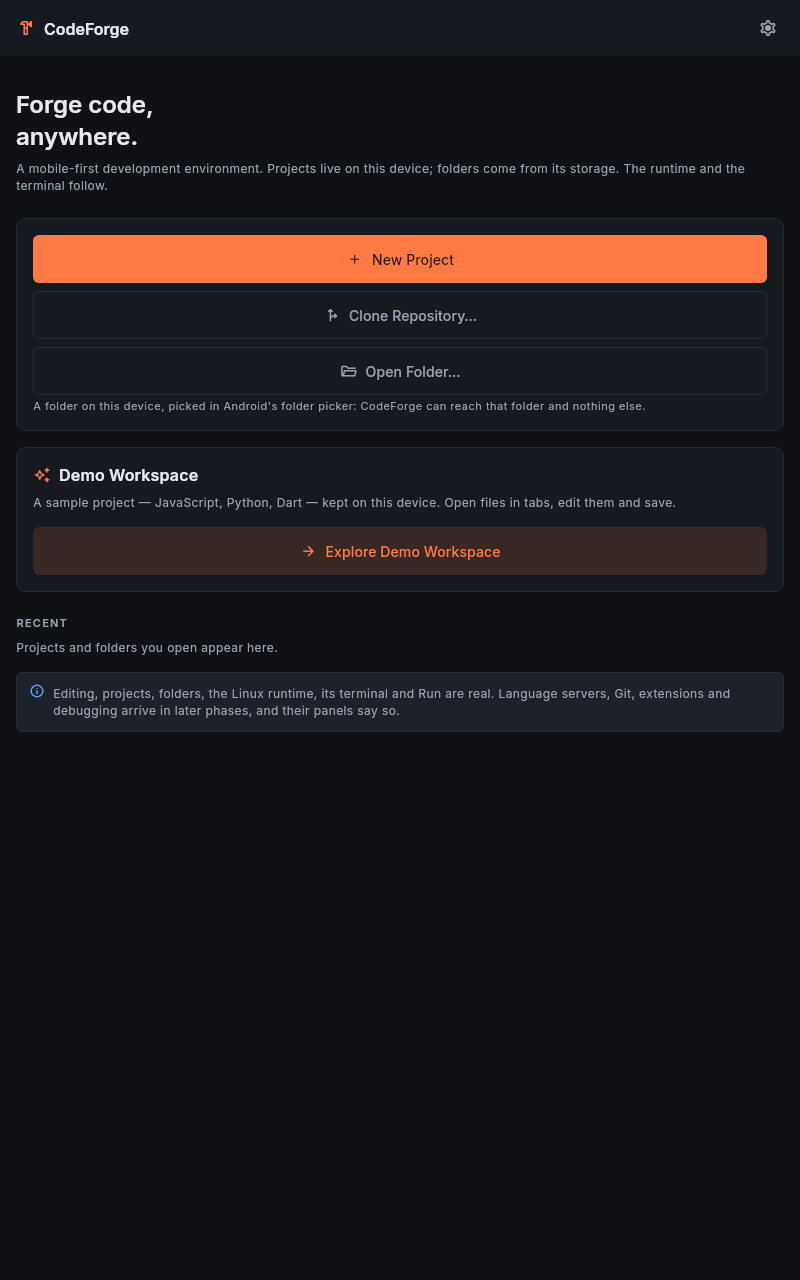 CodeForge
Forge code,
anywhere.
A mobile-first development environment. Projects live on this device; folders come from its storage. The runtime and the
terminal follow.
New Project
Clone Repository...
Open Folder...
A folder on this device, picked in Android's folder picker: CodeForge can reach that folder and nothing else.
Demo Workspace
A sample project — JavaScript, Python, Dart — kept on this device. Open files in tabs, edit them and save.
Explore Demo Workspace
RECENT
Projects and folders you open appear here.
Editing, projects, folders, the Linux runtime, its terminal and Run are real. Language servers, Git, extensions and
debugging arrive in later phases, and their panels say so.